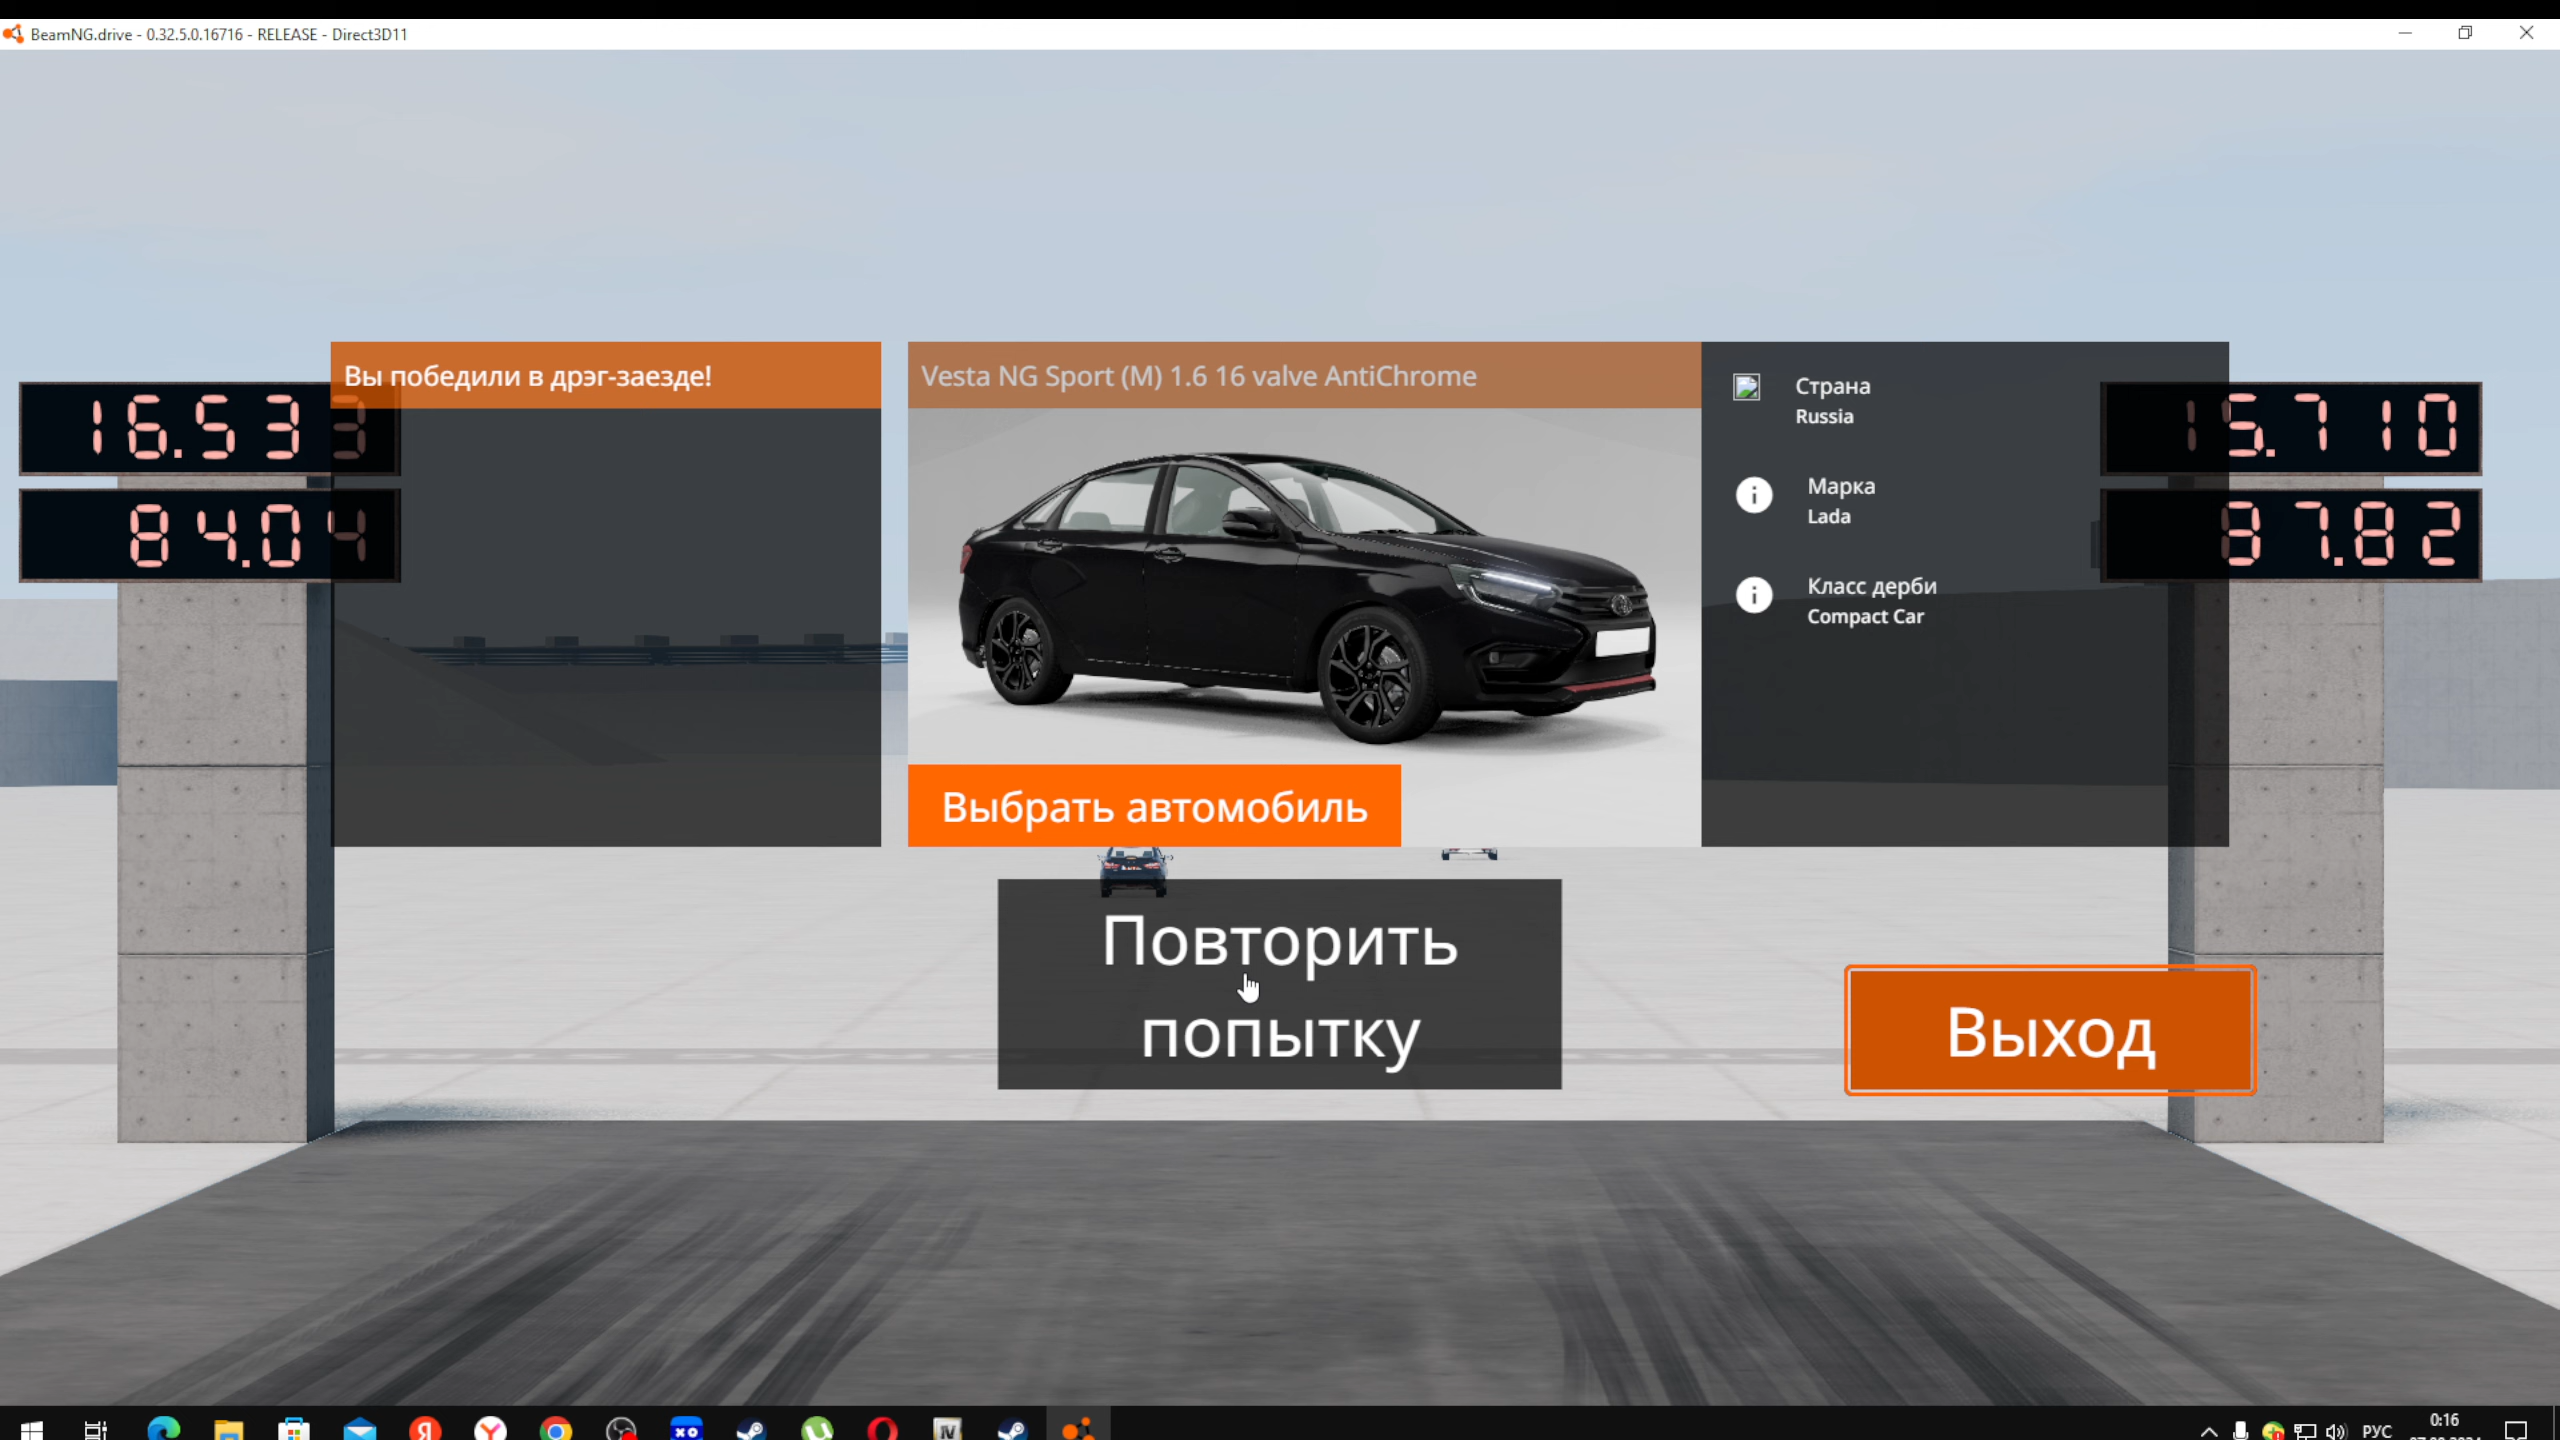 BeamNG.drive - 0.32.5.0.16716 - RELEASE - Direct3D11
Вы победили в дрэг-заезде!
Vesta NG Sport (M) 1.6 16 valve AntiChrome
Страна
Russia
16.533
15.710
Марка
Lada
84.04
37.82
Класс дерби
Compact Car
Выбрать автомобиль
Повторить
попытку
Выход
РУС
0:16